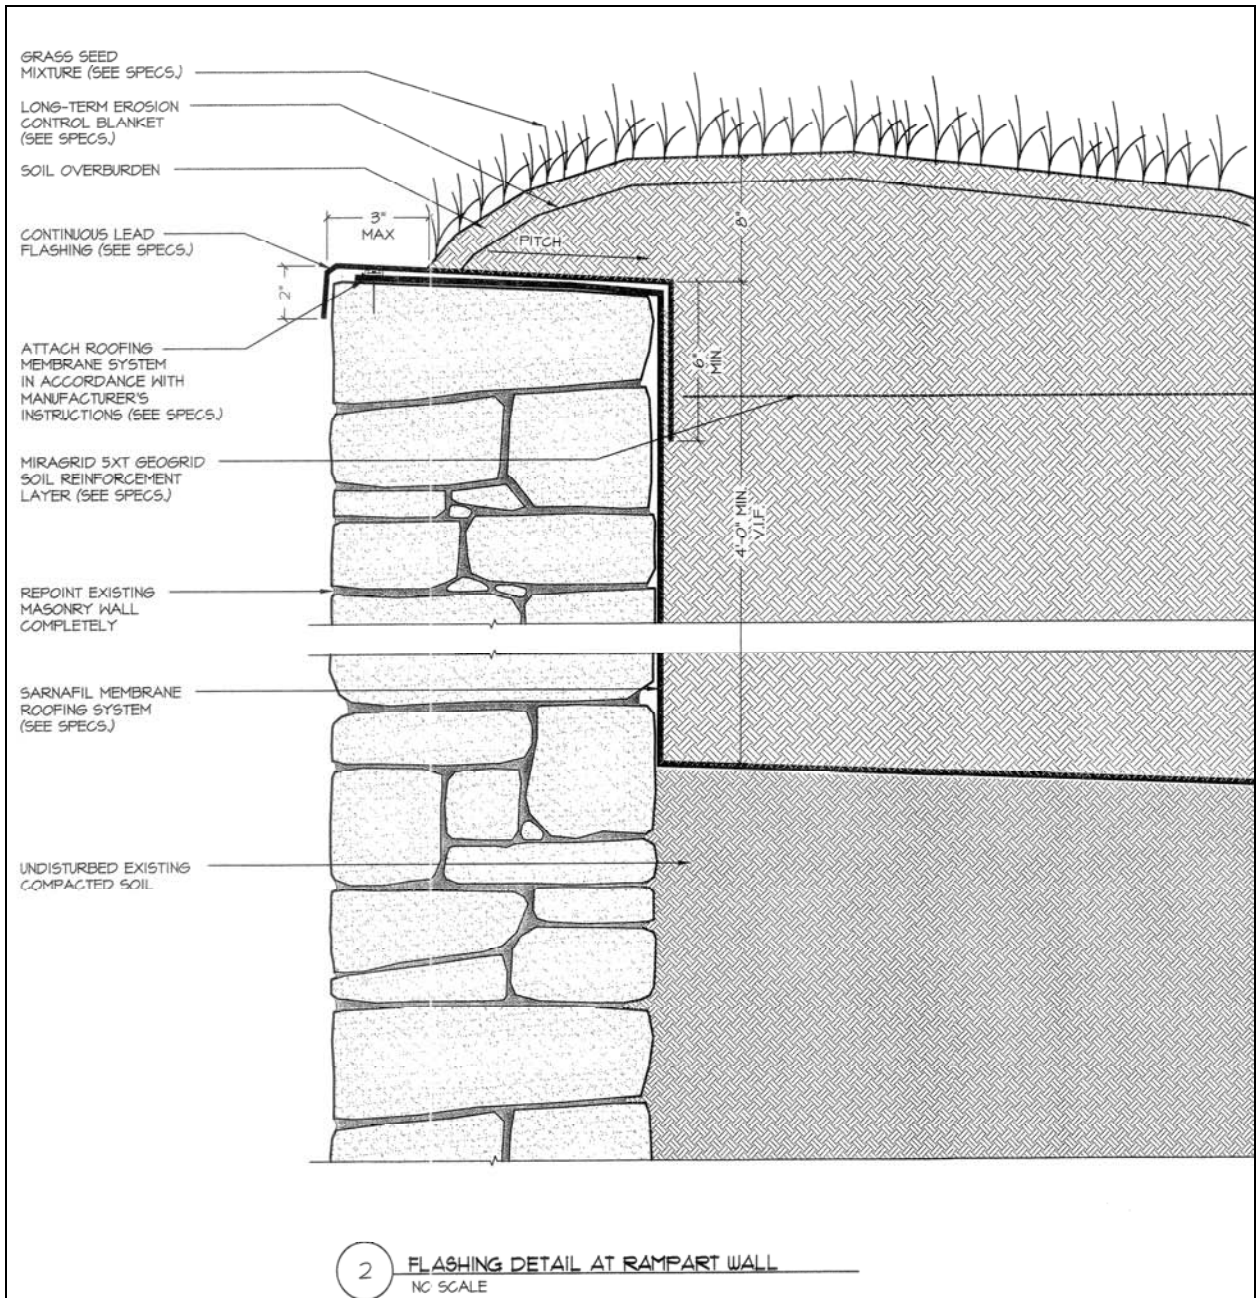 GRASS SEED
MIXTURE (SEE SPECS.)
LONG-TERM EROSION
CONTROL BLANKET
(SEE SPECS.)
SOIL OVERBURDEN
CONTINUOUS LEAD
FLASHING (SEE SPECS.)
3"
MAX
PITCH
8"
2"
ATTACH ROOFING
MEMBRANE SYSTEM
IN ACCORDANCE WITH
MANUFACTURER'S
INSTRUCTIONS (SEE SPECS.)
6"
MIN.
MIRAGRID 5XT GEOGRID
SOIL REINFORCEMENT
LAYER (SEE SPECS.)
4'-0" MIN.
V.I.F.
REPOINT EXISTING
MASONRY WALL
COMPLETELY
SARNAFIL MEMBRANE
ROOFING SYSTEM
(SEE SPECS.)
UNDISTURBED EXISTING
COMPACTED SOIL
2
FLASHING DETAIL AT RAMPART WALL
NO SCALE